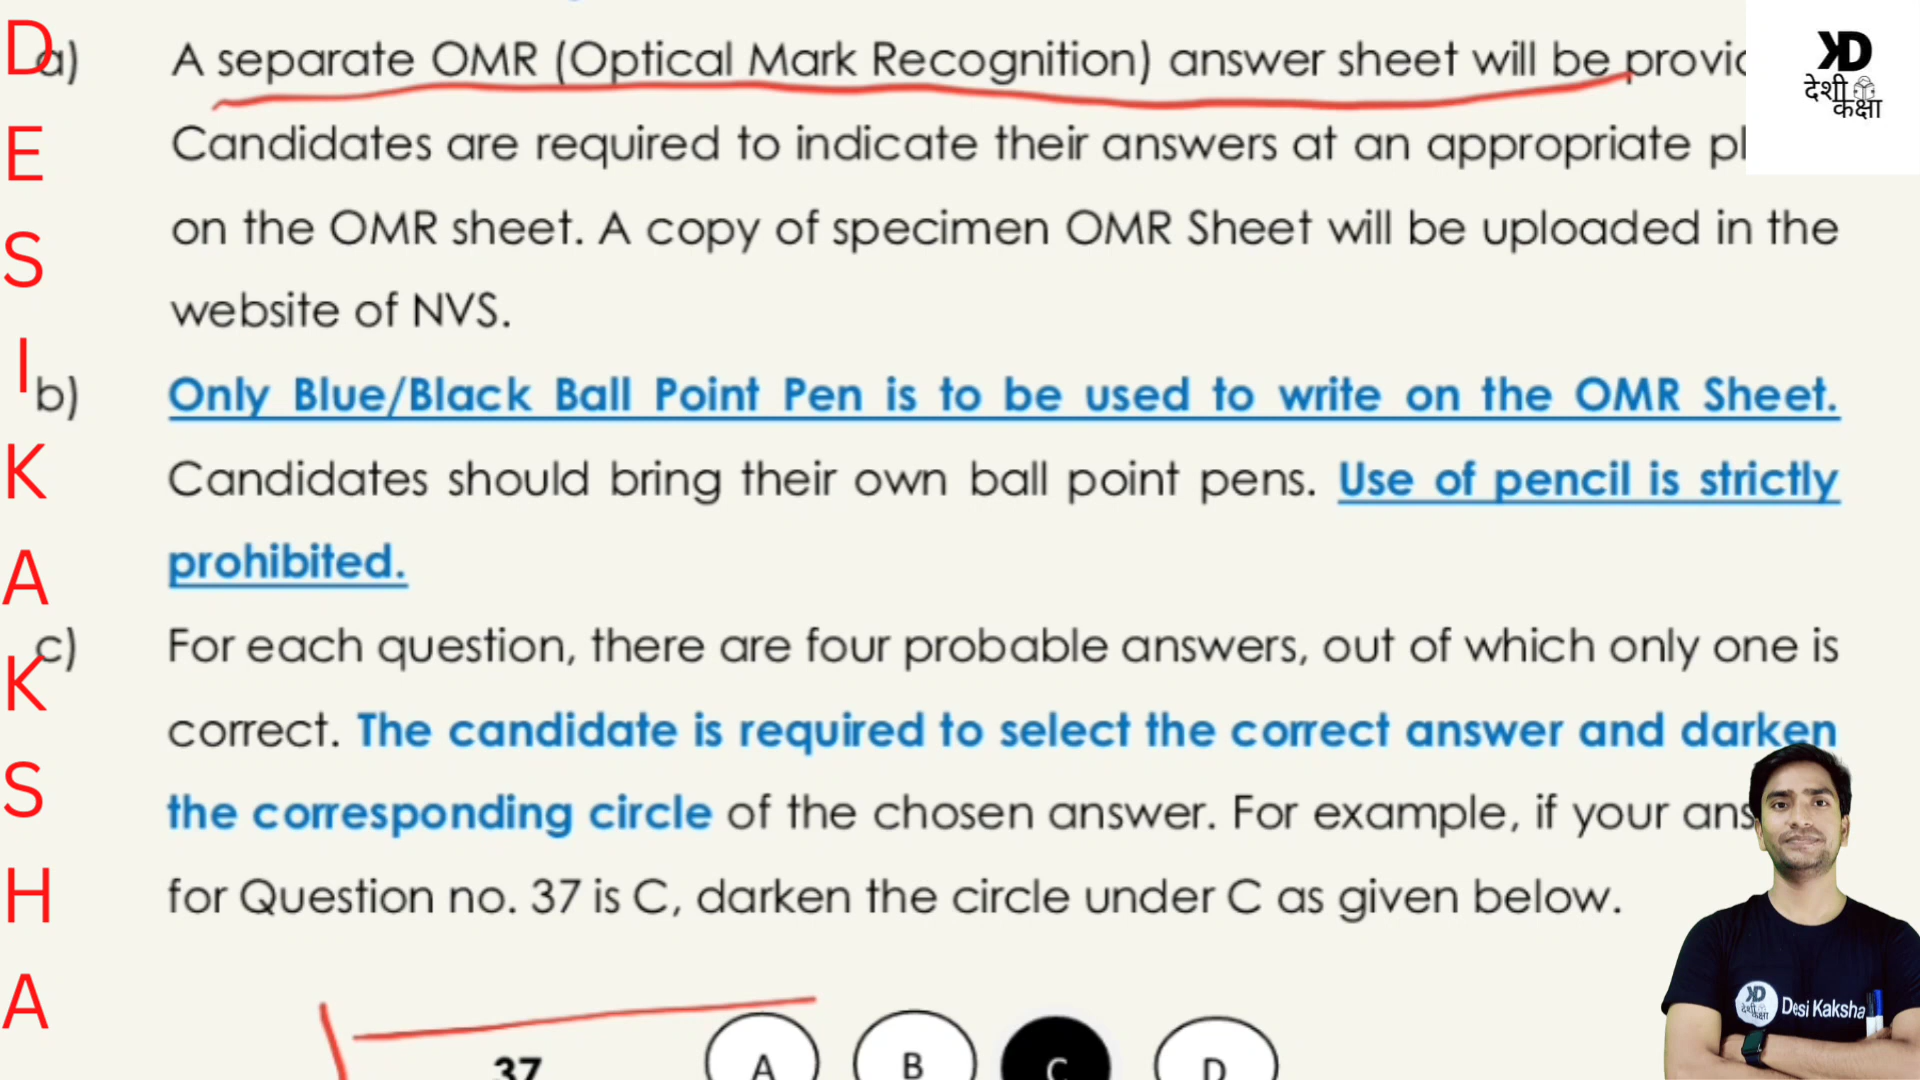 a) A separate OMR (Optical Mark Recognition) answer sheet will be
Candidates are required to indicate their answers at an appropriate
on the OMR sheet. A copy of specimen OMR Sheet will be uploaded in the
website of NVS.
b) Only Blue/Black Ball Point Pen is to be used to write on the OMR Sheet.
Candidates should bring their own ball point pens. Use of pencil is strictly
prohibited.
c) For each question, there are four probable answers, out of which only one is
correct. The candidate is required to select the correct answer and darken
the corresponding circle of the chosen answer. For example, if your
for Question no. 37 is C, darken the circle under C as given below.
37 A B C D
D
E
S
I
K
A
K
S
H
A
KD
देशी
कक्षा
KD
Desi Kaksha